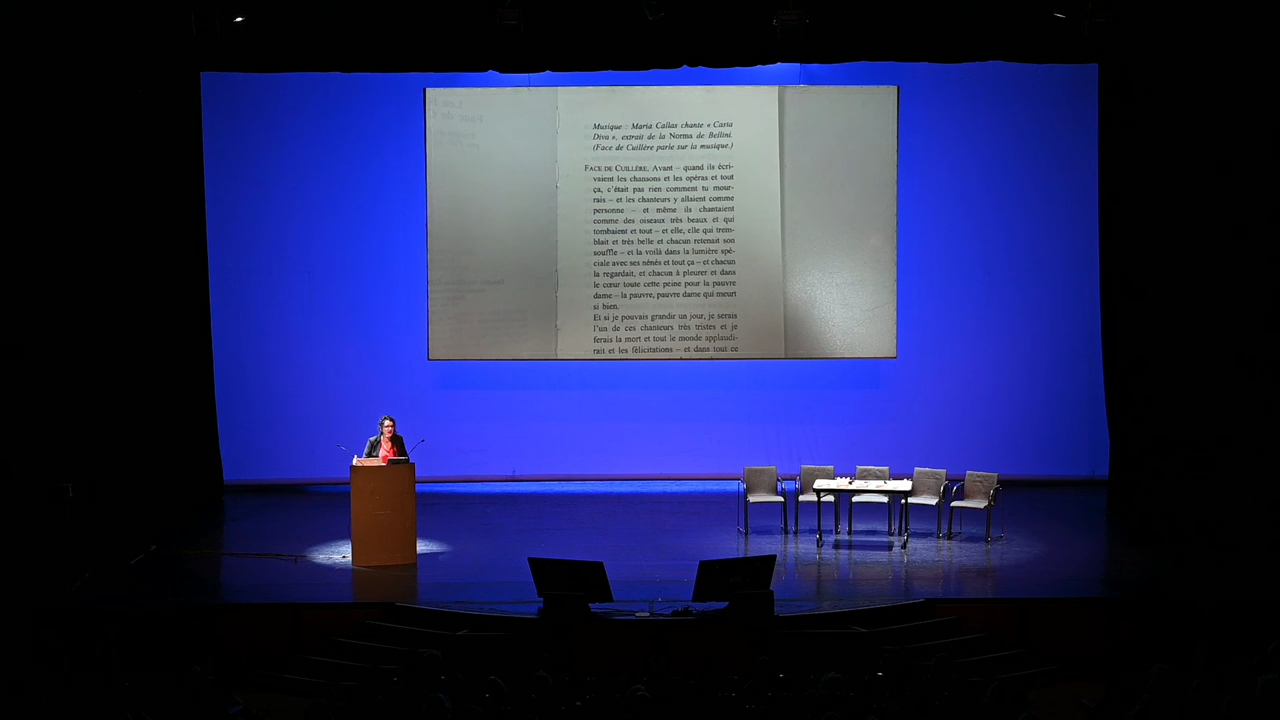 Musique : Maria Callas chante « Casta
Diva », extrait de la Norma de Bellini.
(Face de Cuillère parle sur la musique.)
FACE DE CUILLÈRE. Avant – quand ils écri-
vaient les chansons et les opéras et tout
ça, c'était pas rien comment tu mour-
rais – et les chanteurs y allaient comme
personne – et même ils chantaient
comme des oiseaux très beaux et qui
tombaient et tout – et elle, elle qui trem-
blait et très belle et chacun retenait son
souffle – et la voilà dans la lumière spé-
ciale avec ses nénés et tout ça – et chacun
la regardait, et chacun à pleurer et dans
le cœur toute cette peine pour la pauvre
dame – la pauvre, pauvre dame qui meurt
si bien.
Et si je pouvais grandir un jour, je serais
l'un de ces chanteurs très tristes et je
ferais la mort et tout le monde applaudi-
rait et les félicitations – et dans tout ce